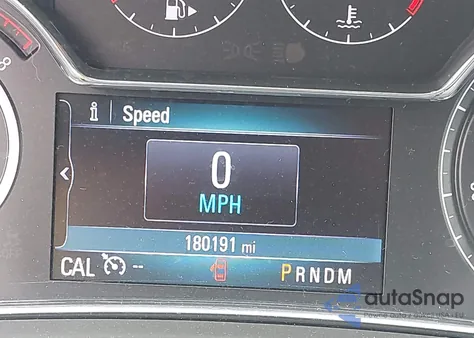 i | Speed
0
MPH
180191 mi
CAL -- PRNDM
autoSnap